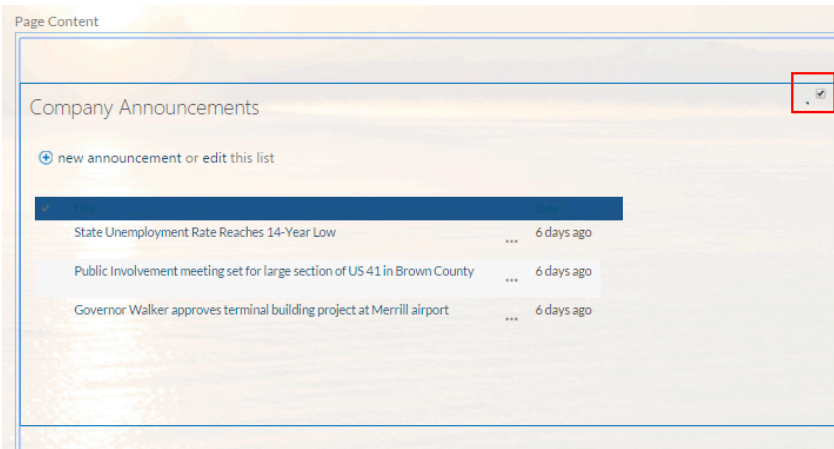 Page Content
Company Announcements
new announcement or edit this list
State Unemployment Rate Reaches 14-Year Low ... 6 days ago
Public Involvement meeting set for large section of US 41 in Brown County ... 6 days ago
Governor Walker approves terminal building project at Merrill airport ... 6 days ago